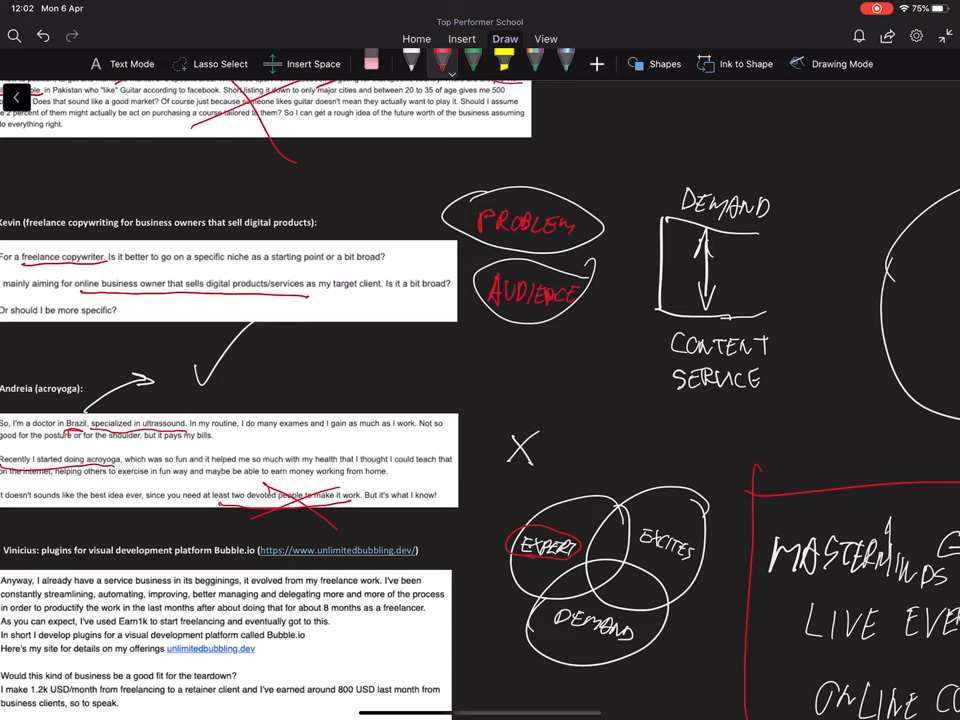 12:02 Mon 6 Apr
75%
Top Performer School
Home Insert Draw View
Text Mode Lasso Select Insert Space Shapes Ink to Shape Drawing Mode
in Pakistan who "like" Guitar according to facebook. Short listing it down to only major cities and between 20 to 35 of age gives me 500
Does that sound like a good market? Of course just because someone likes guitar doesn't mean they actually want to play it. Should I assume
e 2 percent of them might actually be act on purchasing a course tailored to them? So I can get a rough idea of the future worth of the business assuming
do everything right.
Kevin (freelance copywriting for business owners that sell digital products):
For a freelance copywriter. Is it better to go on a specific niche as a starting point or a bit broad?
mainly aiming for online business owner that sells digital products/services as my target client. Is it a bit broad?
Or should I be more specific?
PROBLEM
AUDIENCE
DEMAND
CONTENT
SERVICE
Andreia (acroyoga):
So, I'm a doctor in Brazil, specialized in ultrassound. In my routine, I do many exames and I gain as much as I work. Not so
good for the posture or for the shoulder, but it pays my bills.
Recently I started doing acroyoga, which was so fun and it helped me so much with my health that I thought I could teach that
on the internet, helping others to exercise in fun way and maybe be able to earn money working from home.
t doesn't sounds like the best idea ever, since you need at least two devoted people to make it work. But it's what I know!
X
EXPERT
EXCITES
DEMAND
MASTERMINDS G
LIVE EVE
ONLINE CO
Vinicius: plugins for visual development platform Bubble.io (https://www.unlimitedbubbling.dev/)
Anyway, I already have a service business in its begginings, it evolved from my freelance work. I've been
constantly streamlining, automating, improving, better managing and delegating more and more of the process
in order to productify the work in the last months after about doing that for about 8 months as a freelancer.
As you can expect, I've used Earn1k to start freelancing and eventually got to this.
In short I develop plugins for a visual development platform called Bubble.io
Here's my site for details on my offerings unlimitedbubbling.dev
Would this kind of business be a good fit for the teardown?
I make 1.2k USD/month from freelancing to a retainer client and I've earned around 800 USD last month from
business clients, so to speak.